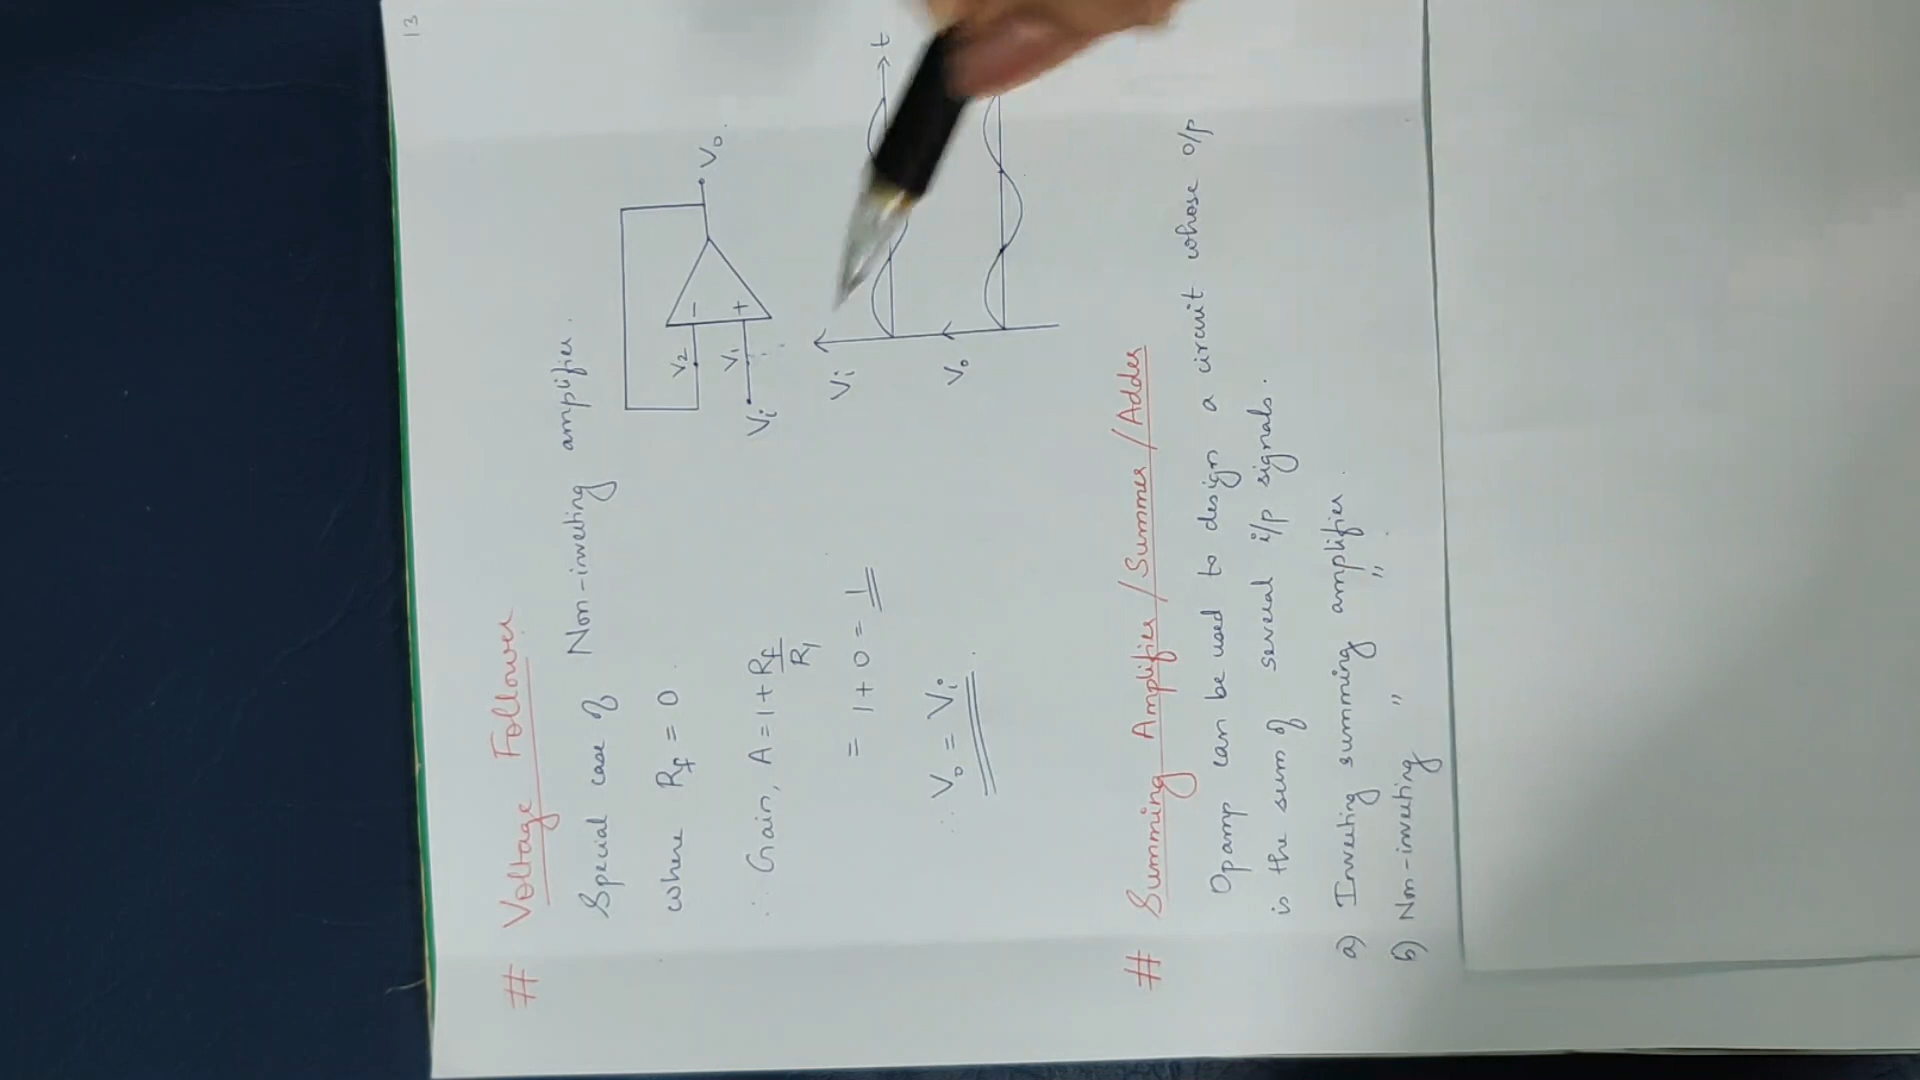 13
# Voltage Follower
Special case of Non-inverting amplifier.
where Rf = 0.
V2
-
V1
+
Vi
Vo.
∴ Gain, A = 1 + Rf/R1
= 1 + 0 = 1
∴ Vo = Vi.
Vi
t
Vo
# Summing Amplifier/Summer/Adder
Opamp can be used to design a circuit whose o/p
is the sum of several i/p signals.
a) Inverting summing amplifier.
b) Non-inverting " "